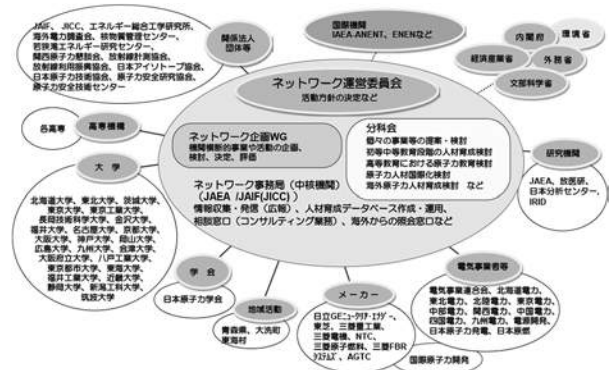 JAIF、JICC、エネルギー総合工学研究所、
海外電力調査会、核物質管理センター、
若狭湾エネルギー研究センター、
関西原子力懇談会、放射線計測協会、
放射線利用振興協会、日本アイソトープ協会、
日本原子力技術協会、原子力安全研究協会、
原子力安全技術センター
関係法人
団体等
国際機関
IAEA-ANENT、ENENなど
内閣府
環境省
経済産業省
外務省
文部科学省
ネットワーク運営委員会
活動方針の決定など
各高専
高専機構
ネットワーク企画WG
機関横断的事業や活動の企画、
検討、決定、評価
分科会
個々の事業等の提案・検討
初等中等教育段階の人材育成検討
高等教育における原子力教育検討
原子力人材国際化検討
海外原子力人材育成検討 など
ネットワーク事務局(中核機関)
(JAEA /JAIF(JICC))
情報収集・発信(広報)、人材育成データベース作成・運用、
相談窓口(コンサルティング業務)、海外からの照会窓口など
研究機関
JAEA、放医研、
日本分析センター、
IRID
大学
北海道大学、東北大学、茨城大学、
東京大学、東京工業大学、
長岡技術科学大学、金沢大学、
福井大学、名古屋大学、京都大学、
大阪大学、神戸大学、岡山大学、
広島大学、九州大学、会津大学、
大阪府立大学、八戸工業大学、
東京都市大学、東海大学、
福井工業大学、近畿大学、
静岡大学、新潟工科大学、
筑波大学
学会
日本原子力学会
地域活動
青森県、大洗町
東海村
メーカー
日立GEニュークリア・エナジー、
東芝、三菱重工業、
三菱電機、NTC、
三菱原子燃料、三菱FBR
システムズ、AGTC
電気事業者等
電気事業連合会、北海道電力、
東北電力、北陸電力、東京電力、
中部電力、関西電力、中国電力、
四国電力、九州電力、電源開発、
日本原子力発電、日本原燃
国際原子力開発